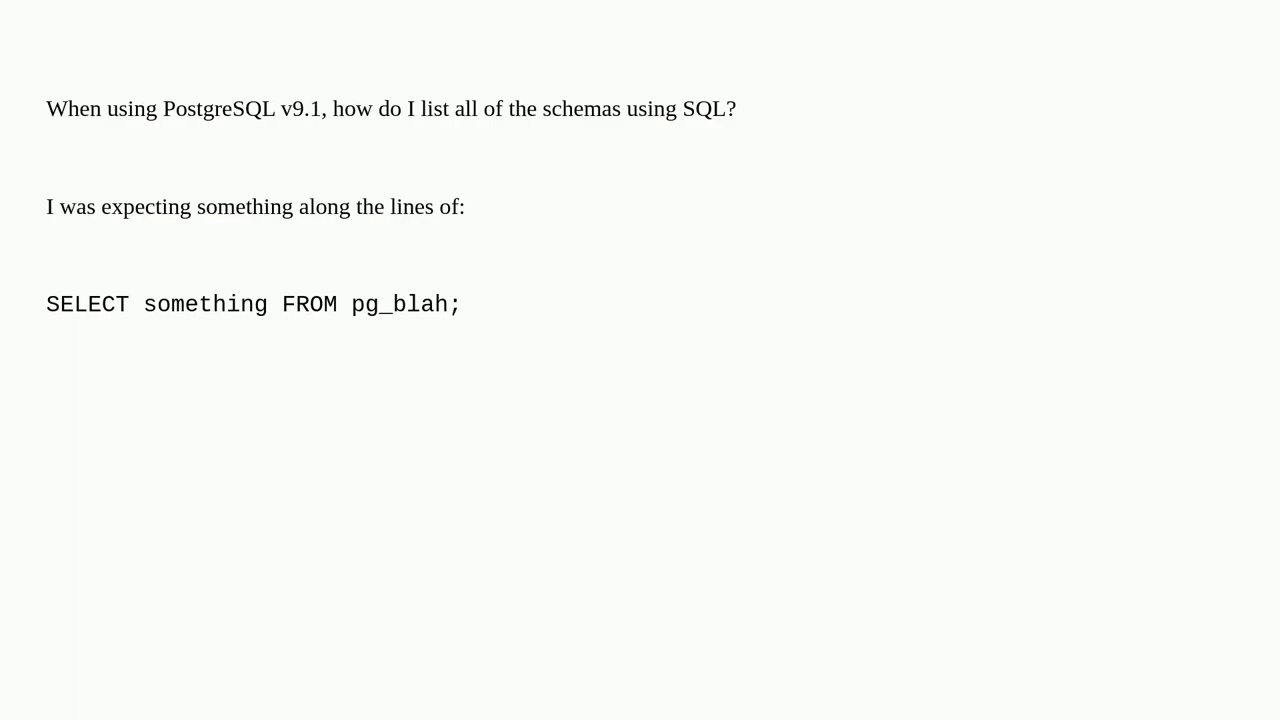 When using PostgreSQL v9.1, how do I list all of the schemas using SQL?
I was expecting something along the lines of:
SELECT something FROM pg_blah;